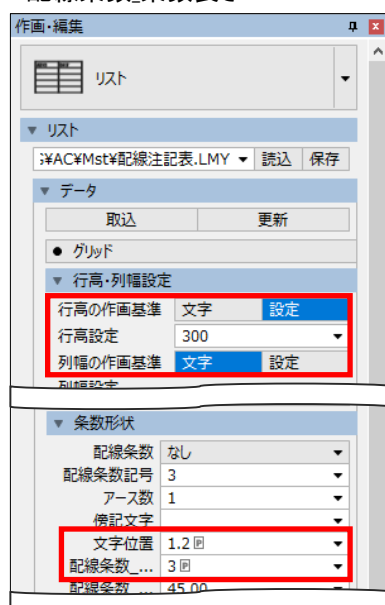 作画・編集
リスト
リスト
¥AC¥Mst¥配線注記表.LMY 読込 保存
データ
取込 更新
● グリッド
行高・列幅設定
行高の作画基準 文字 設定
行高設定 300
列幅の作画基準 文字 設定
条数形状
配線条数 なし
配線条数記号 3
アース数 1
傍記文字
文字位置 1.2 P
配線条数_... 3 P
配線条数_... 45.00